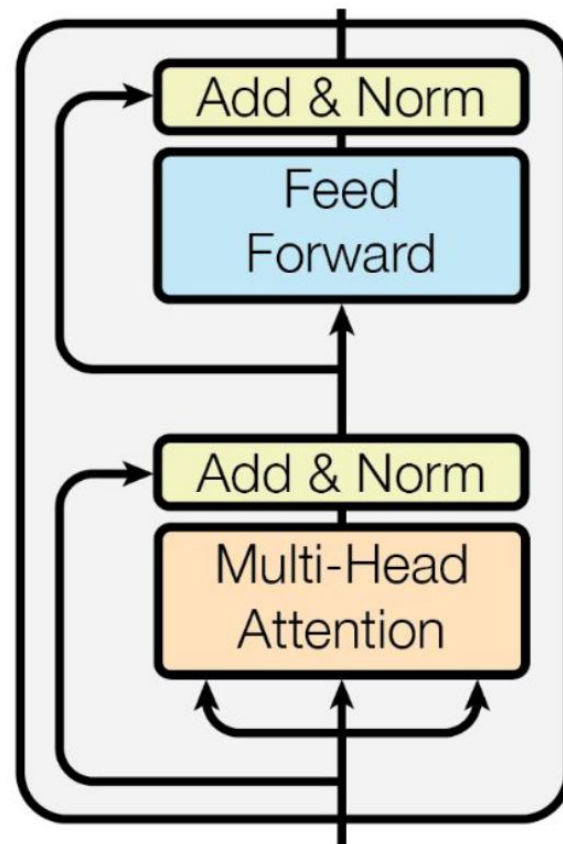 Add & Norm
Feed
Forward
Add & Norm
Multi-Head
Attention